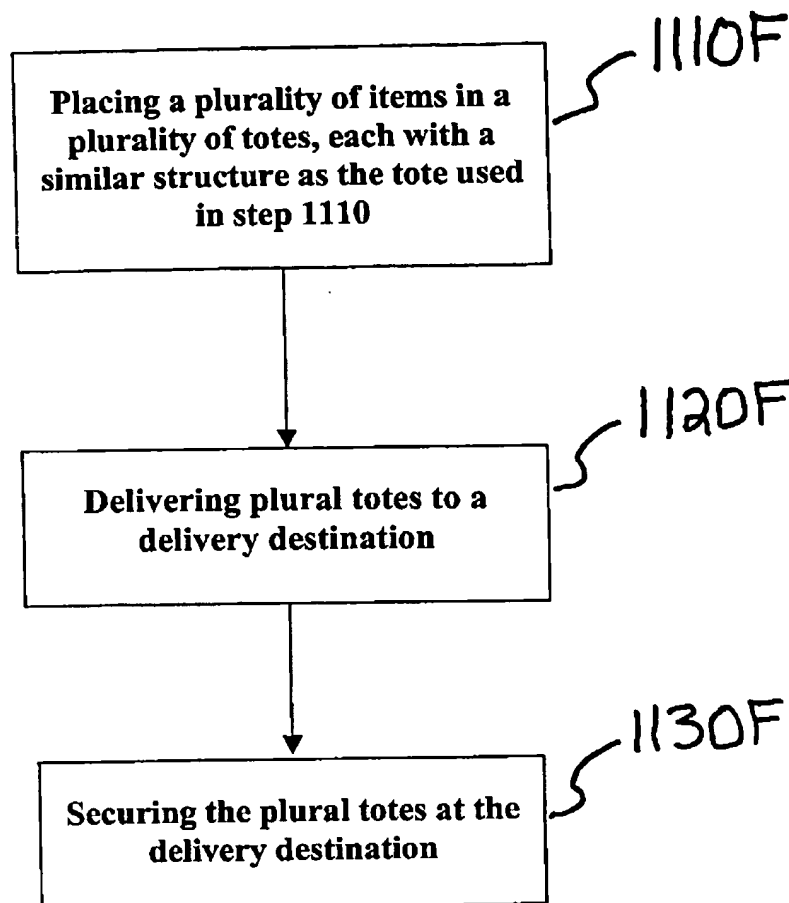 1110F
Placing a plurality of items in a
plurality of totes, each with a
similar structure as the tote used
in step 1110
1120F
Delivering plural totes to a
delivery destination
1130F
Securing the plural totes at the
delivery destination